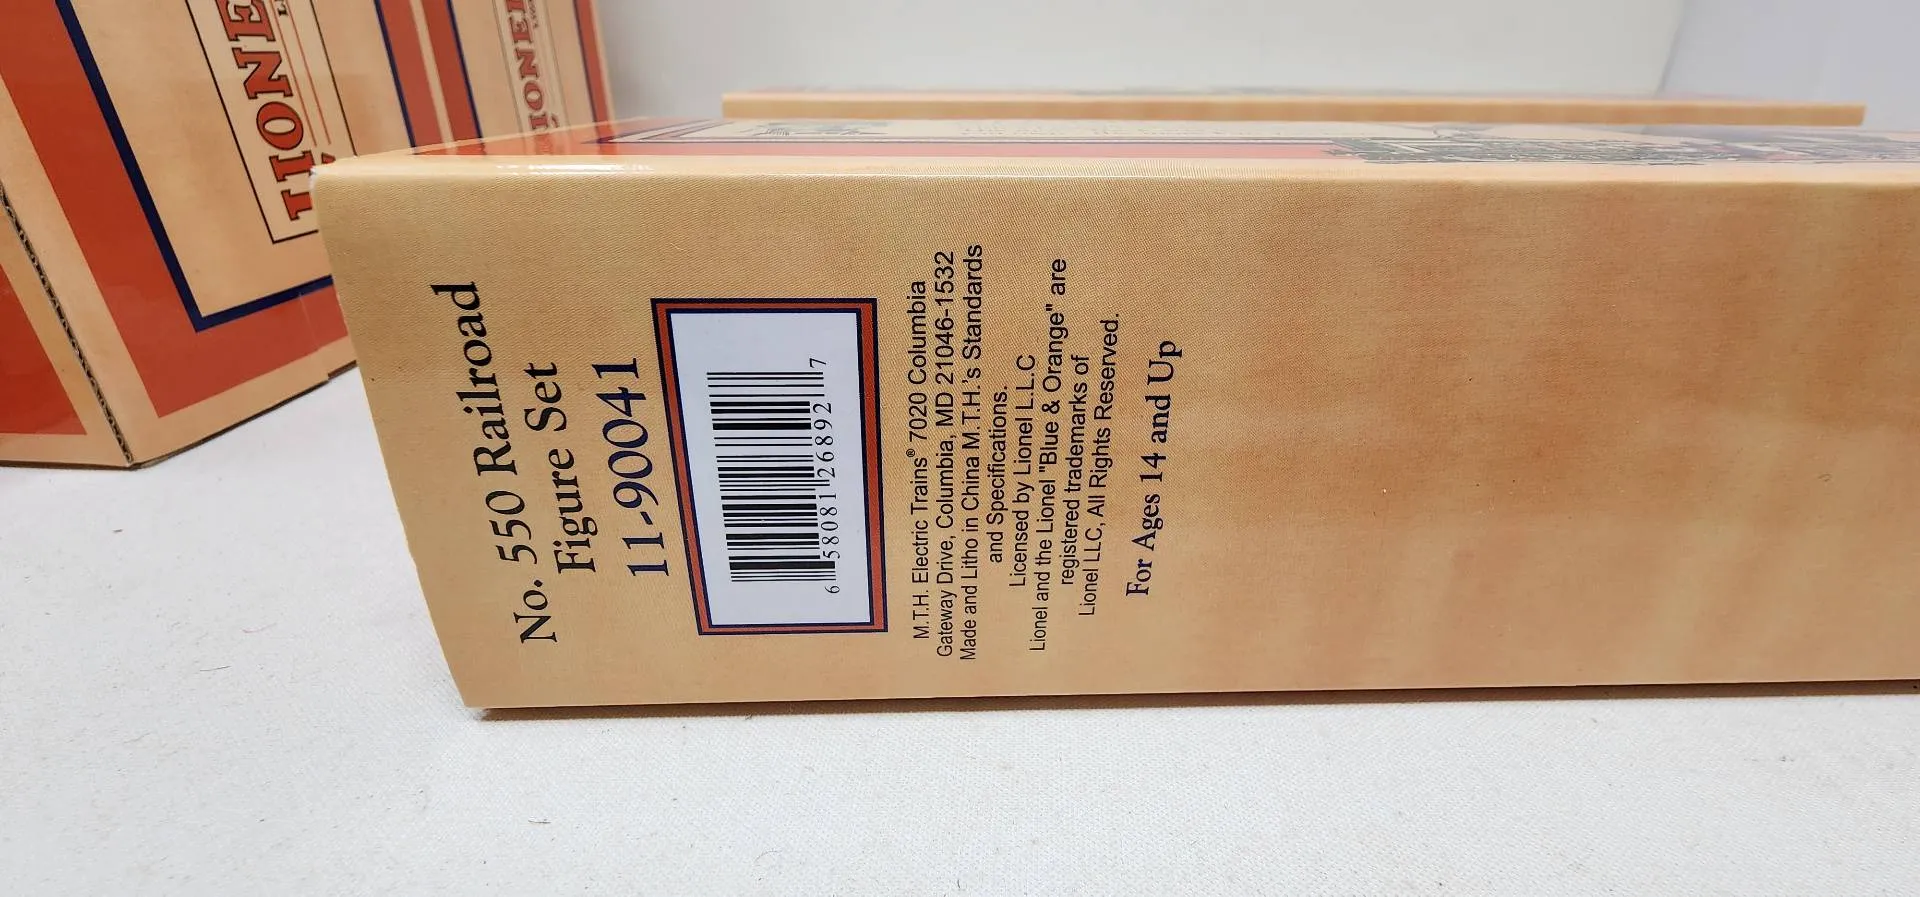 LIONEL
LIONEL
No. 550 Railroad
Figure Set
11-90041
6 58081 26892 7
M.T.H. Electric Trains® 7020 Columbia
Gateway Drive, Columbia, MD 21046-1532
Made and Litho in China M.T.H.'s Standards
and Specifications.
Licensed by Lionel L.L.C
Lionel and the Lionel "Blue & Orange" are
registered trademarks of
Lionel LLC, All Rights Reserved.
For Ages 14 and Up